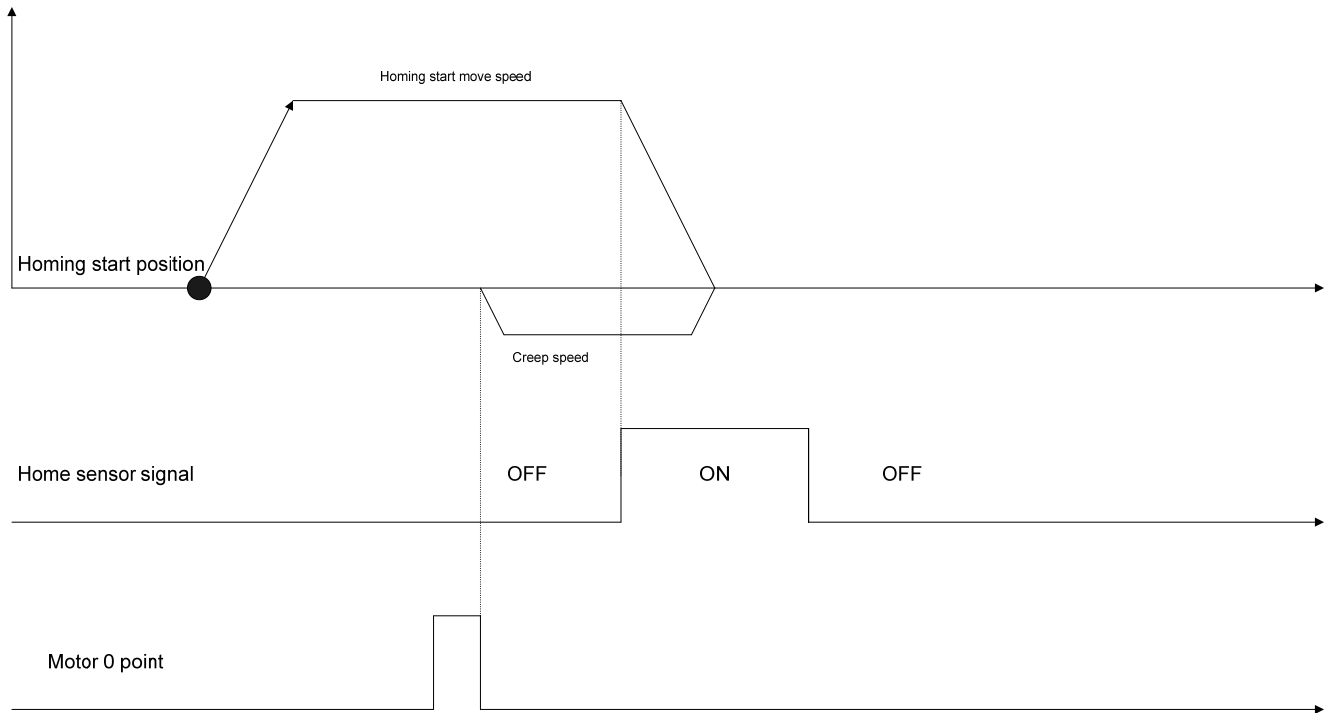 Homing start move speed
Homing start position
Creep speed
Home sensor signal
OFF
ON
OFF
Motor 0 point